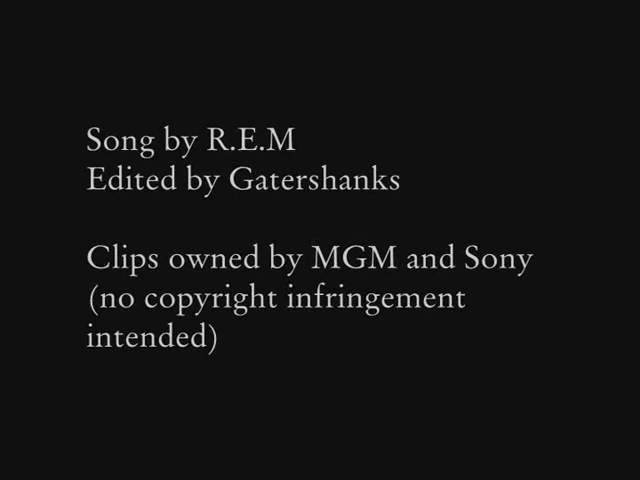 Song by R.E.M
Edited by Gatershanks
Clips owned by MGM and Sony
(no copyright infringement
intended)